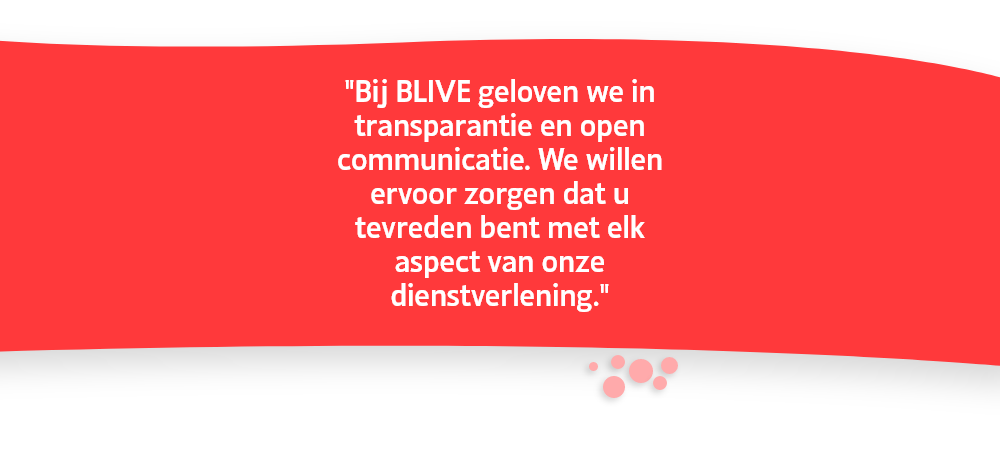 "Bij BLIVE geloven we in
transparantie en open
communicatie. We willen
ervoor zorgen dat u
tevreden bent met elk
aspect van onze
dienstverlening."